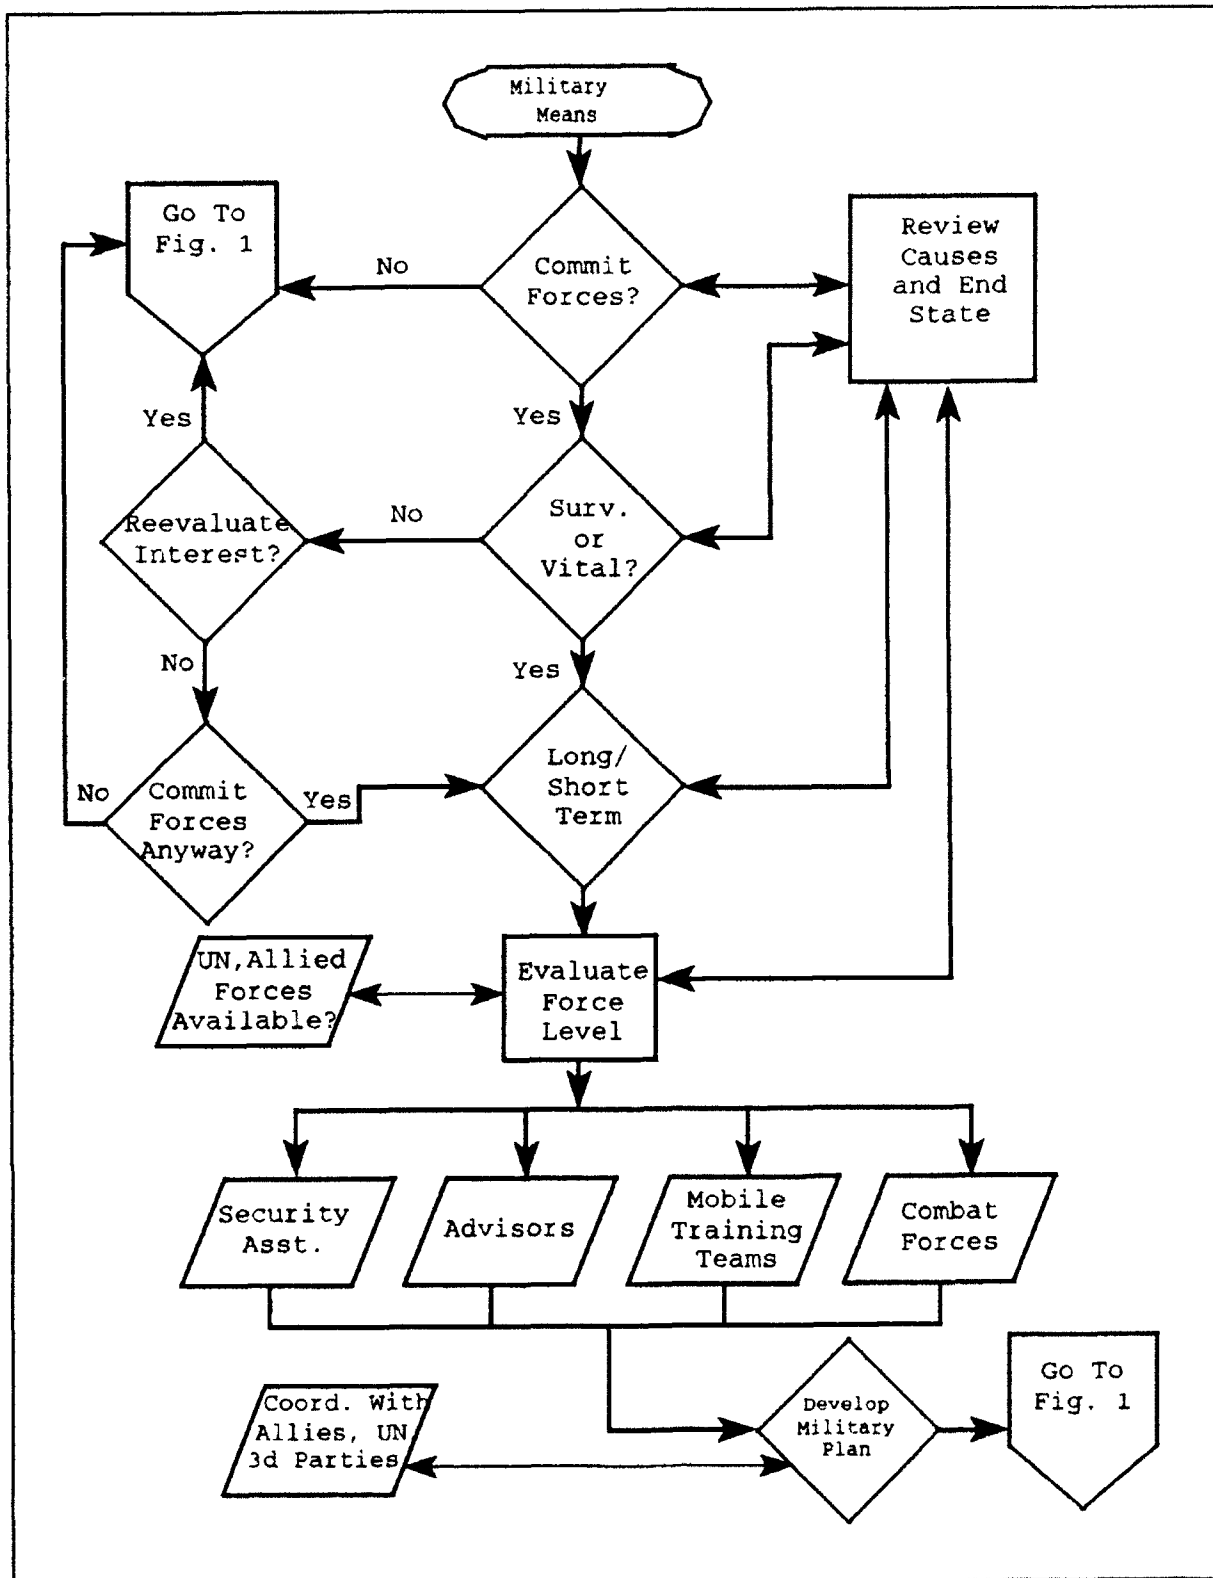 Military
Means
Go To
Fig. 1
No
Commit
Forces?
Review
Causes
and End
State
Yes
Yes
Reevaluate
Interest?
No
Surv.
or
Vital?
No
Yes
Long/
Short
Term
No
Commit
Forces
Anyway?
Yes
UN,Allied
Forces
Available?
Evaluate
Force
Level
Security
Asst.
Advisors
Mobile
Training
Teams
Combat
Forces
Coord. With
Allies, UN
3d Parties
Develop
Military
Plan
Go To
Fig. 1